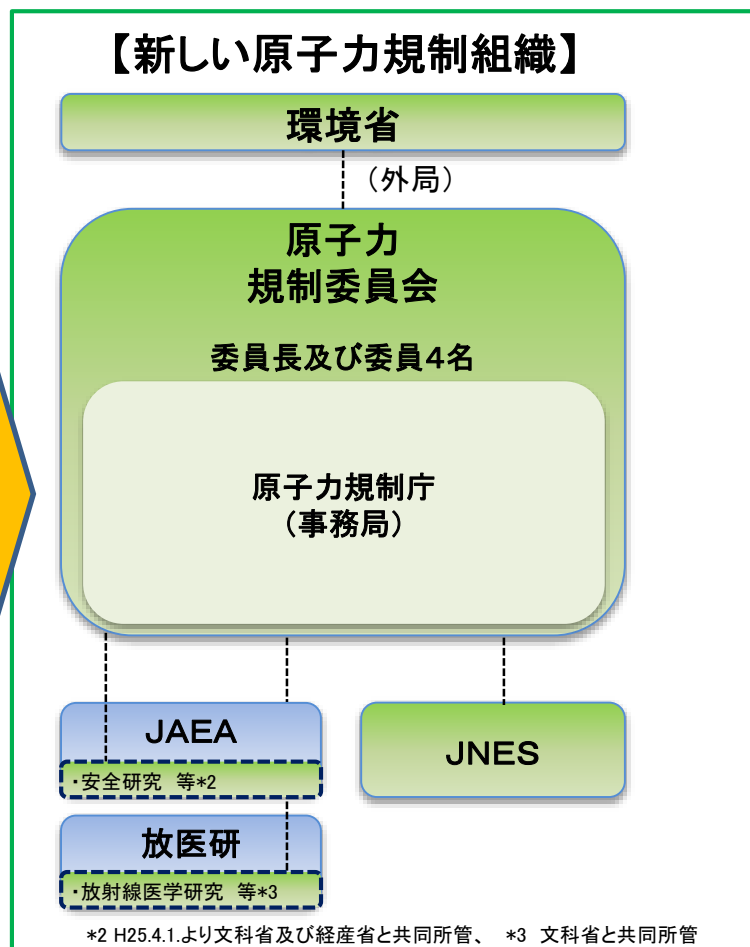 【新しい原子力規制組織】
環境省
（外局）
原子力
規制委員会
委員長及び委員４名
原子力規制庁
（事務局）
ＪＡＥＡ
・安全研究 等*2
ＪＮＥＳ
放医研
・放射線医学研究 等*3
*2 H25.4.1.より文科省及び経産省と共同所管、 *3 文科省と共同所管